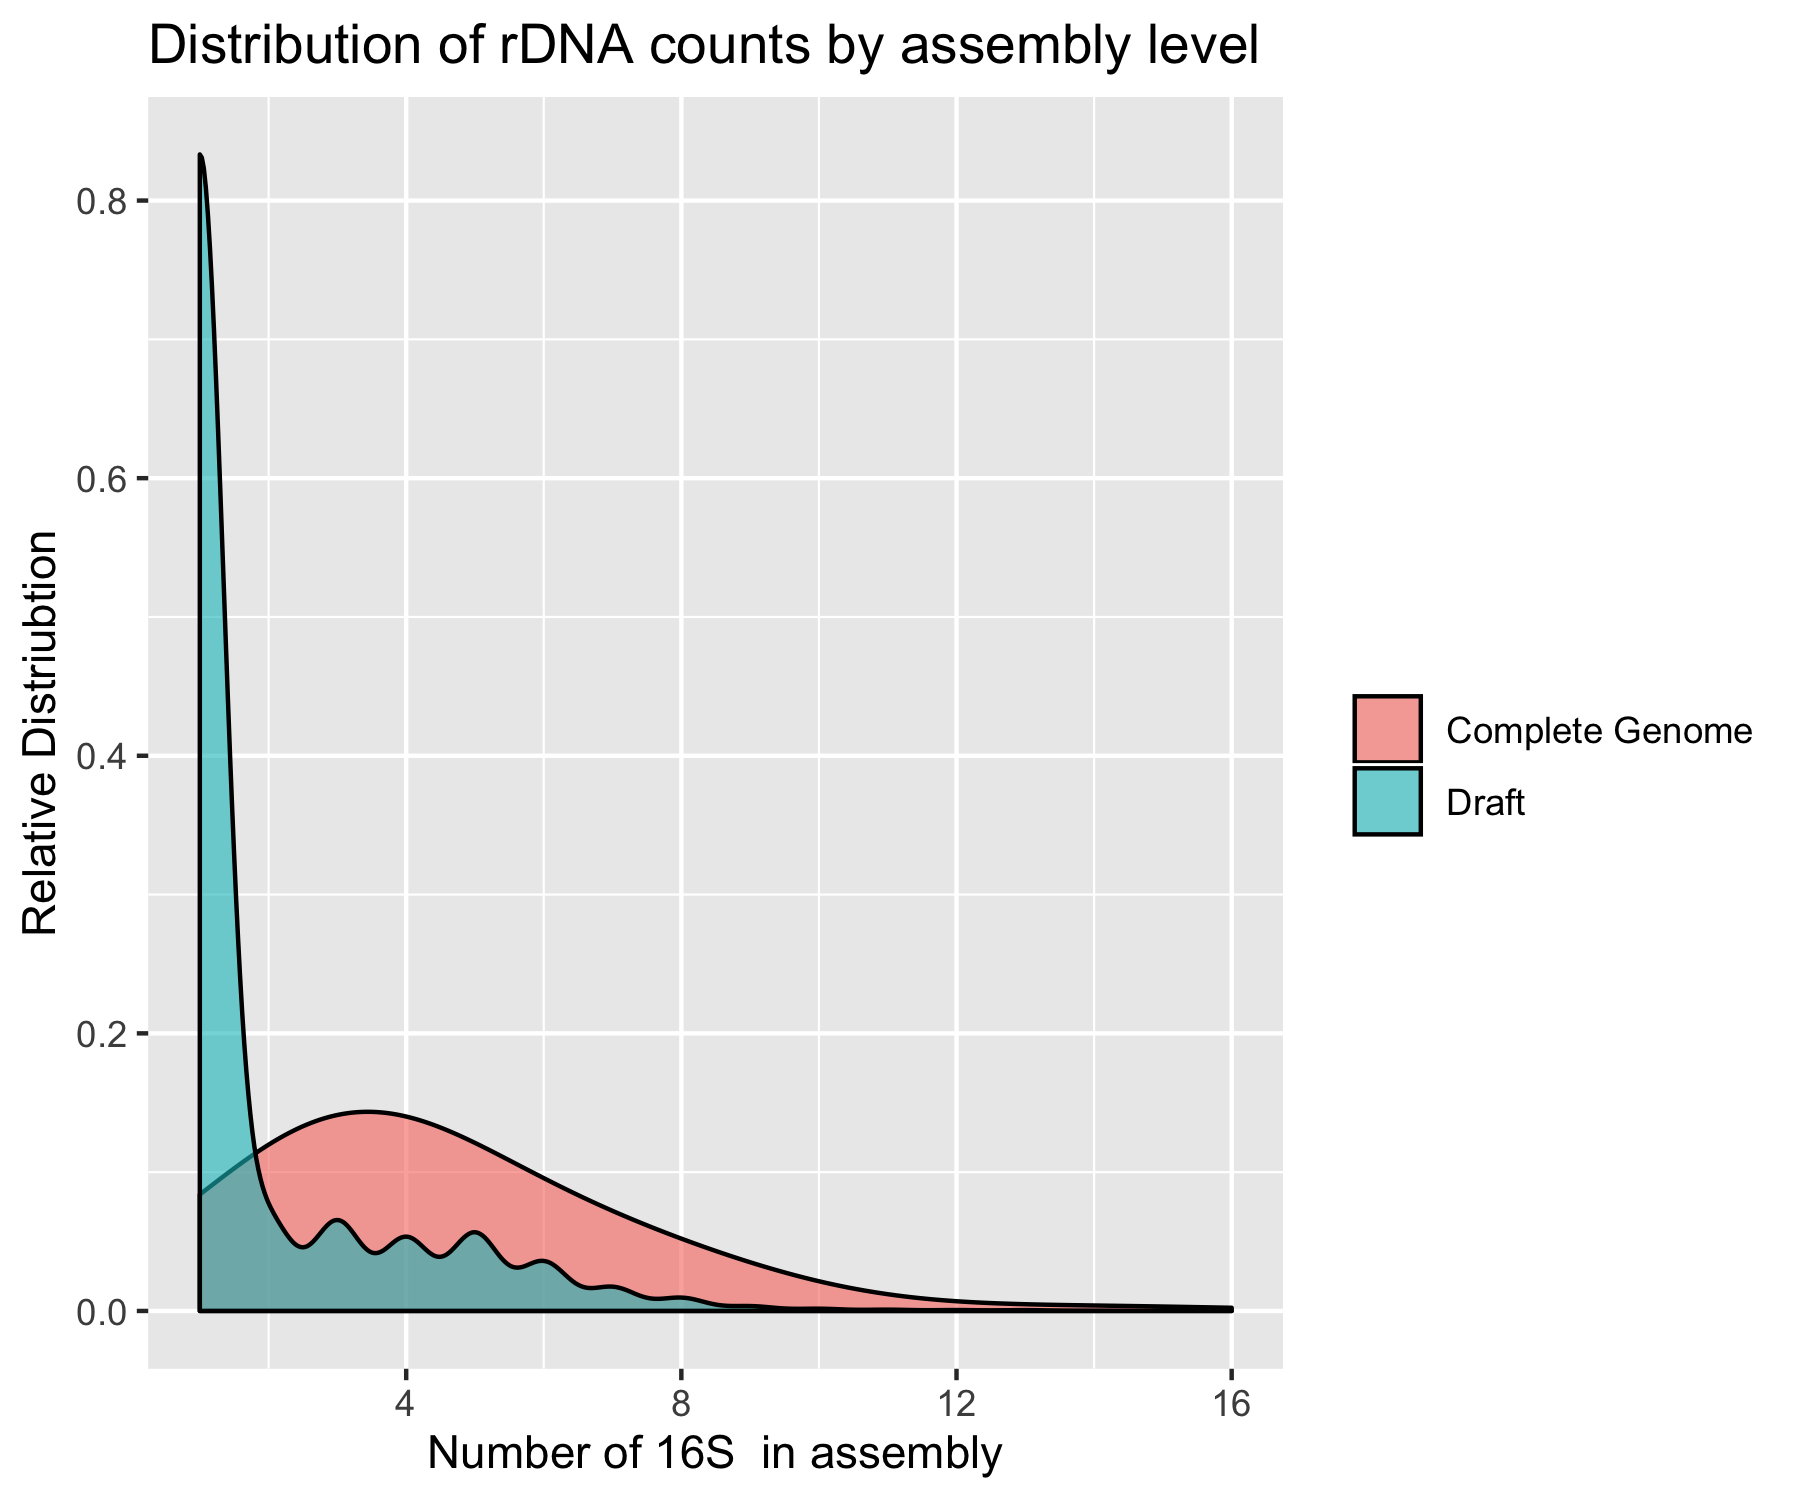 Distribution of rDNA counts by assembly level
Relative Distriubtion
0.8
0.6
0.4
0.2
0.0
4 8 12 16
Number of 16S  in assembly
Complete Genome
Draft